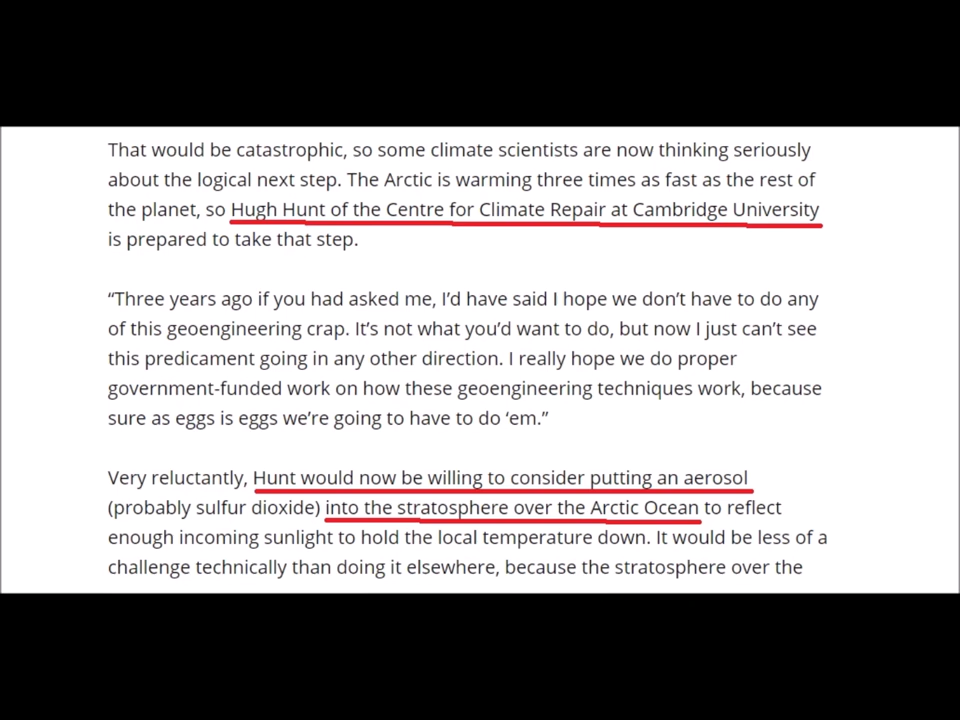 That would be catastrophic, so some climate scientists are now thinking seriously
about the logical next step. The Arctic is warming three times as fast as the rest of
the planet, so Hugh Hunt of the Centre for Climate Repair at Cambridge University
is prepared to take that step.
“Three years ago if you had asked me, I’d have said I hope we don’t have to do any
of this geoengineering crap. It’s not what you’d want to do, but now I just can’t see
this predicament going in any other direction. I really hope we do proper
government-funded work on how these geoengineering techniques work, because
sure as eggs is eggs we’re going to have to do ‘em.”
Very reluctantly, Hunt would now be willing to consider putting an aerosol
(probably sulfur dioxide) into the stratosphere over the Arctic Ocean to reflect
enough incoming sunlight to hold the local temperature down. It would be less of a
challenge technically than doing it elsewhere, because the stratosphere over the